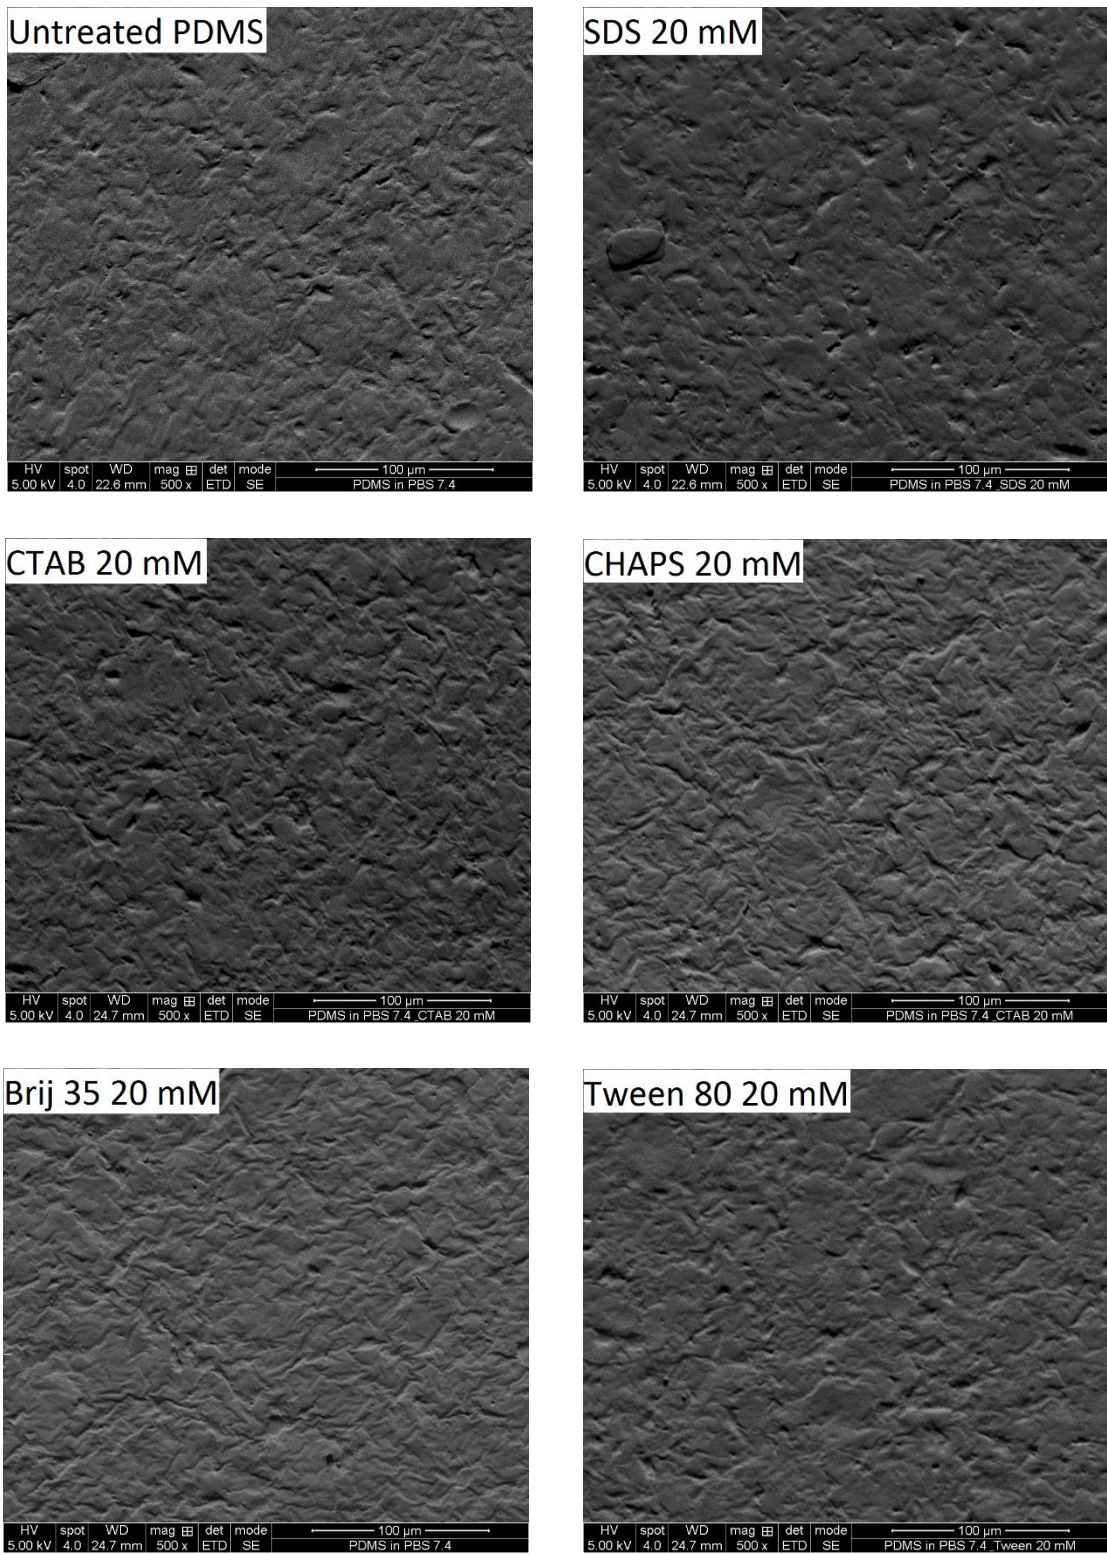 Untreated PDMS
HV spot WD mag det mode 100 µm
5.00 kV 4.0 22.6 mm 500 x ETD SE PDMS in PBS 7.4
SDS 20 mM
HV spot WD mag det mode 100 µm
5.00 kV 4.0 22.6 mm 500 x ETD SE PDMS in PBS 7.4_SDS 20 mM
CTAB 20 mM
HV spot WD mag det mode 100 µm
5.00 kV 4.0 24.7 mm 500 x ETD SE PDMS in PBS 7.4_CTAB 20 mM
CHAPS 20 mM
HV spot WD mag det mode 100 µm
5.00 kV 4.0 24.7 mm 500 x ETD SE PDMS in PBS 7.4_CTAB 20 mM
Brij 35 20 mM
HV spot WD mag det mode 100 µm
5.00 kV 4.0 24.7 mm 500 x ETD SE PDMS in PBS 7.4
Tween 80 20 mM
HV spot WD mag det mode 100 µm
5.00 kV 4.0 24.7 mm 500 x ETD SE PDMS in PBS 7.4_Tween 20 mM